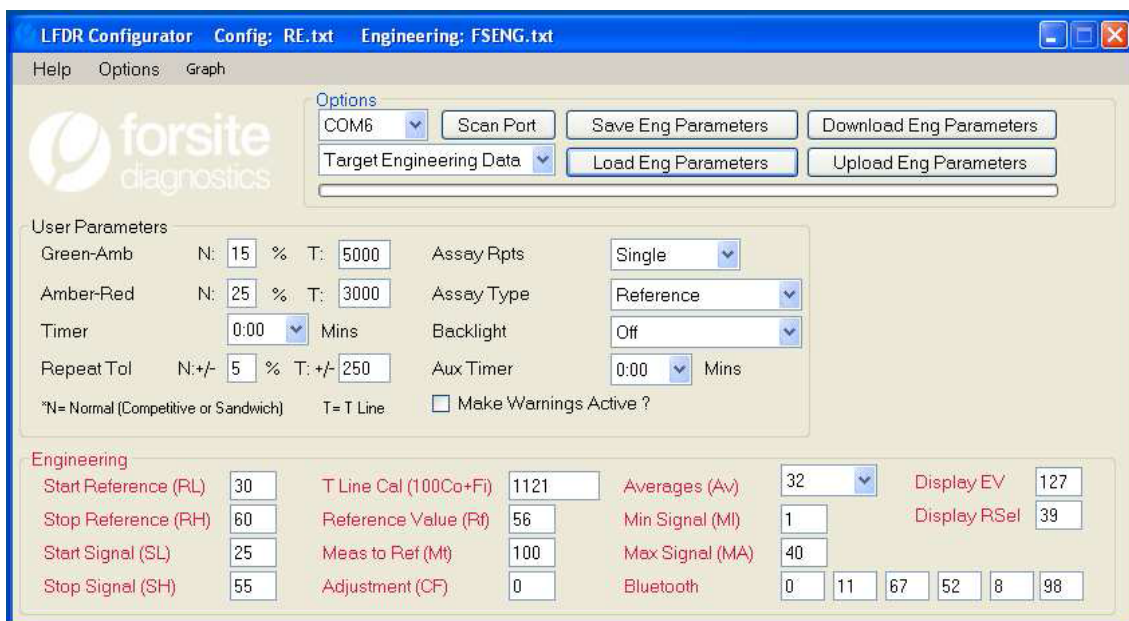 LFDR Configurator Config: RE.txt Engineering: FSENG.txt
Help Options Graph
forsite
diagnostics
Options
COM6 Scan Port Save Eng Parameters Download Eng Parameters
Target Engineering Data Load Eng Parameters Upload Eng Parameters
User Parameters
Green-Amb N: 15 % T: 5000 Assay Rpts Single
Amber-Red N: 25 % T: 3000 Assay Type Reference
Timer 0:00 Mins Backlight Off
Repeat Tol N:+/- 5 % T: +/- 250 Aux Timer 0:00 Mins
*N= Normal (Competitive or Sandwich) T= T Line Make Warnings Active ?
Engineering
Start Reference (RL) 30 T Line Cal (100Co+Fi) 1121 Averages (Av) 32 Display EV 127
Stop Reference (RH) 60 Reference Value (Rf) 56 Min Signal (MI) 1 Display RSel 39
Start Signal (SL) 25 Meas to Ref (Mt) 100 Max Signal (MA) 40
Stop Signal (SH) 55 Adjustment (CF) 0 Bluetooth 0 11 67 52 8 98